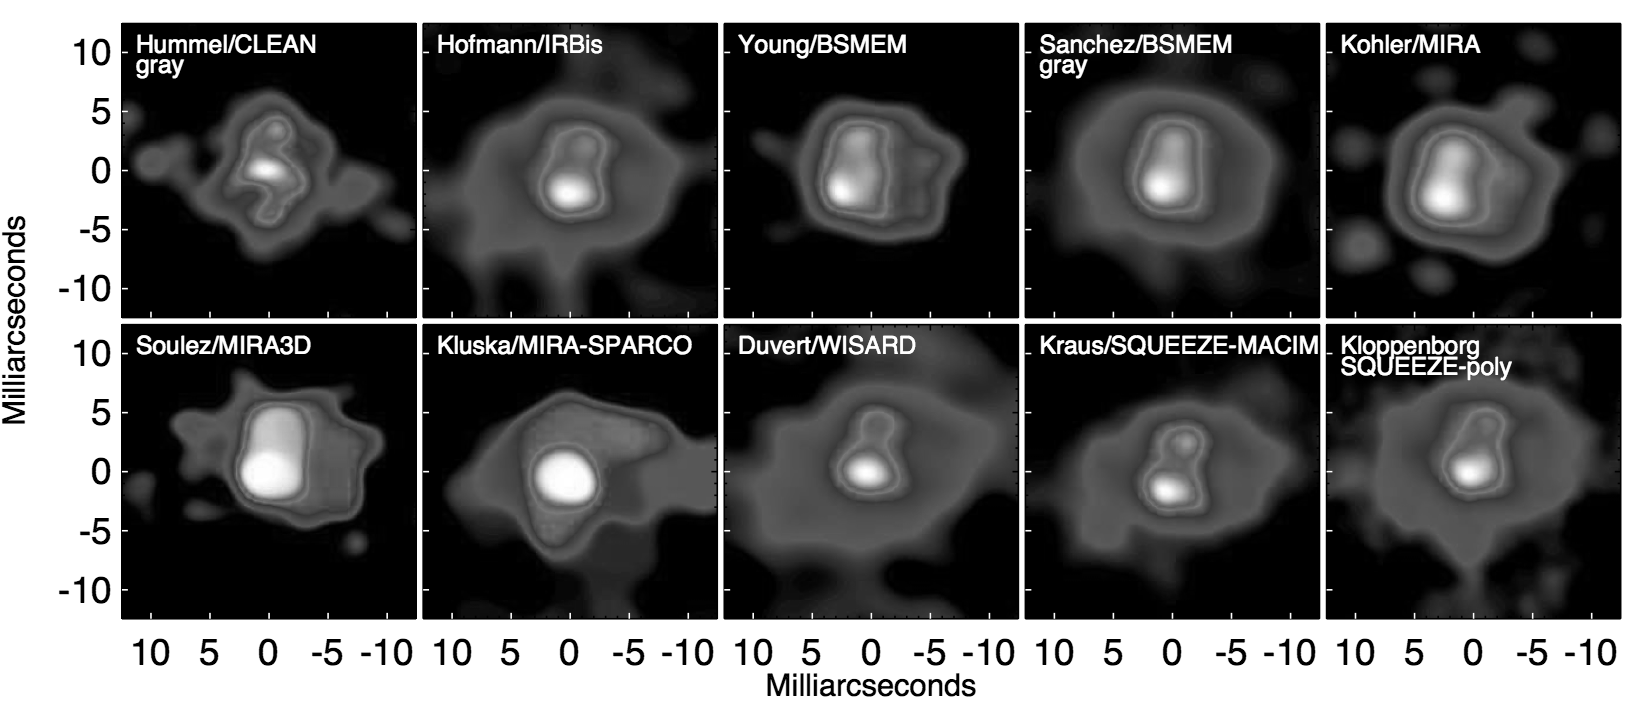 Hummel/CLEAN
gray
Hofmann/IRBis
Young/BSMEM
Sanchez/BSMEM
gray
Kohler/MIRA
10
5
0
-5
-10
Soulez/MIRA3D
Kluska/MIRA-SPARCO
Duvert/WISARD
Kraus/SQUEEZE-MACIM
Kloppenborg
SQUEEZE-poly
10
5
0
-5
-10
Milliarcseconds
10 5 0 -5 -10
10 5 0 -5 -10
10 5 0 -5 -10
10 5 0 -5 -10
10 5 0 -5 -10
Milliarcseconds